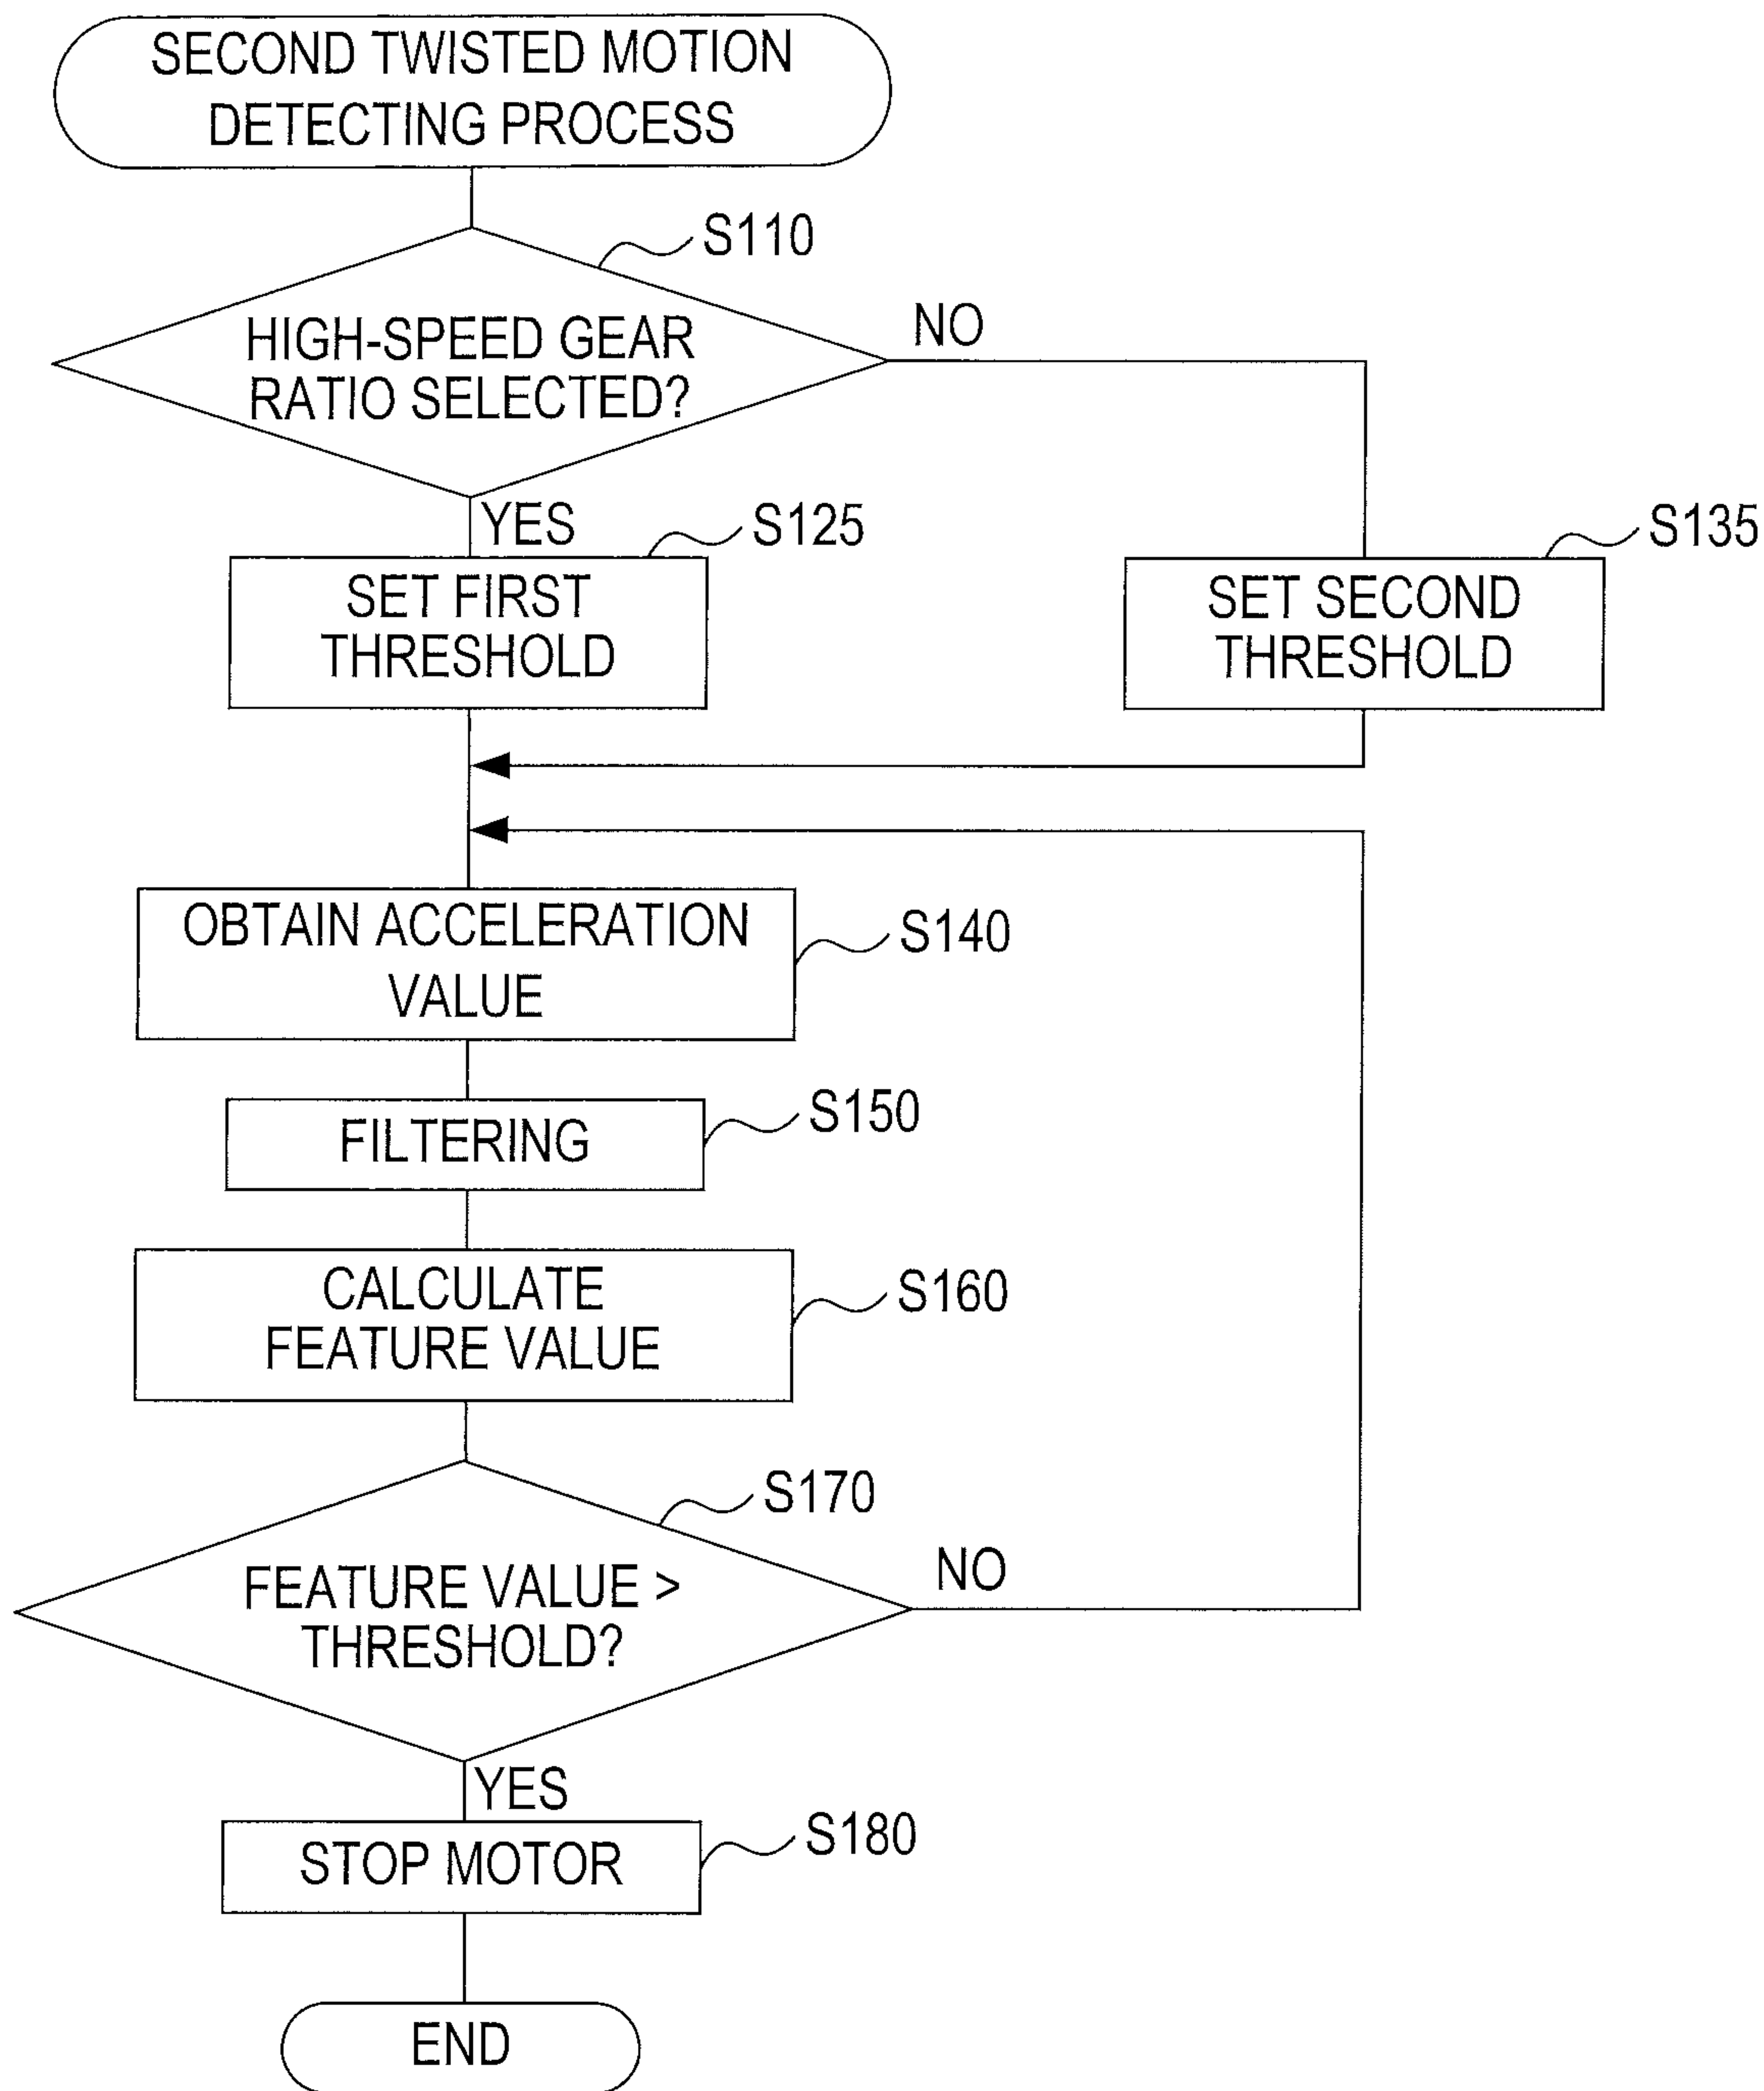 SECOND TWISTED MOTION
DETECTING PROCESS
S110
HIGH-SPEED GEAR
RATIO SELECTED?
NO
YES
S125
SET FIRST
THRESHOLD
S135
SET SECOND
THRESHOLD
OBTAIN ACCELERATION
VALUE
S140
FILTERING
S150
CALCULATE
FEATURE VALUE
S160
S170
FEATURE VALUE >
THRESHOLD?
NO
YES
STOP MOTOR
S180
END